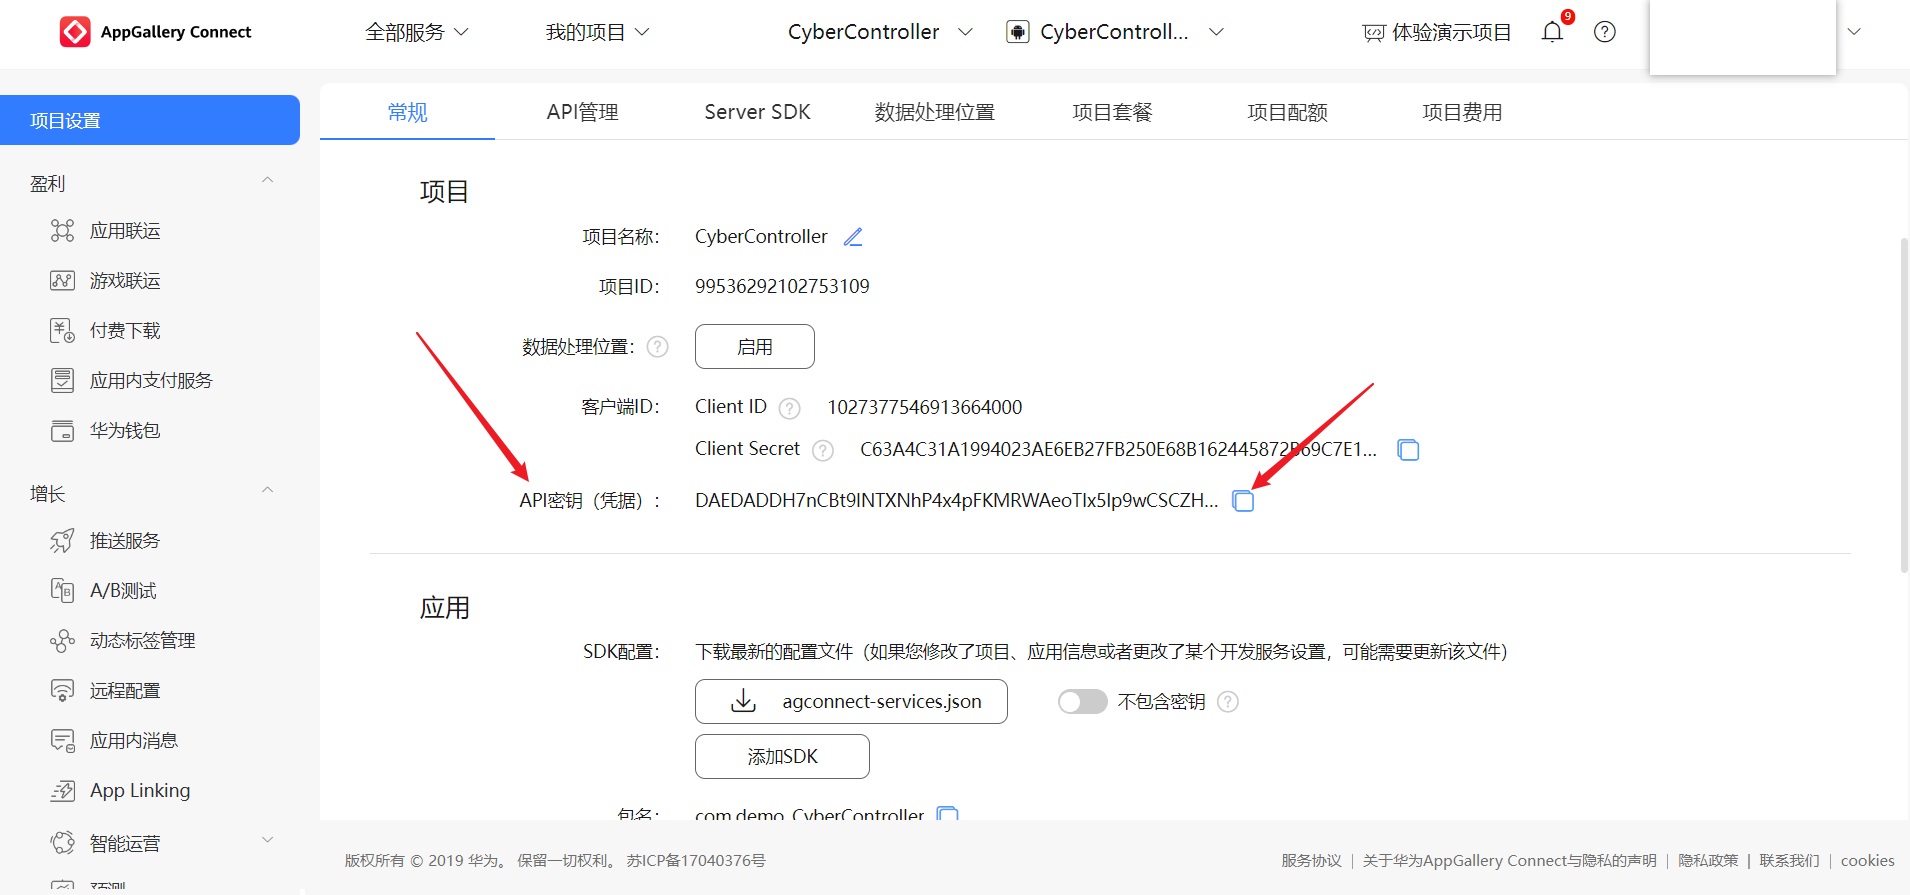 AppGallery Connect
全部服务
我的项目
CyberController
CyberControll...
体验演示项目
9
项目设置
盈利
应用联运
游戏联运
付费下载
应用内支付服务
华为钱包
增长
推送服务
A/B测试
动态标签管理
远程配置
应用内消息
App Linking
智能运营
预测
常规 API管理 Server SDK 数据处理位置 项目套餐 项目配额 项目费用
项目
项目名称: CyberController
项目ID: 99536292102753109
数据处理位置: 启用
客户端ID: Client ID 1027377546913664000
Client Secret C63A4C31A1994023AE6EB27FB250E68B162445872B69C7E1...
API密钥（凭据）: DAEDADDH7nCBt9INTXNhP4x4pFKMRWAeoTIx5Ip9wCSCZH...
应用
SDK配置: 下载最新的配置文件（如果您修改了项目、应用信息或者更改了某个开发服务设置，可能需要更新该文件）
agconnect-services.json 不包含密钥
添加SDK
包名: com.demo.CyberController
版权所有 © 2019 华为。 保留一切权利。 苏ICP备17040376号
服务协议 | 关于华为AppGallery Connect与隐私的声明 | 隐私政策 | 联系我们 | cookies